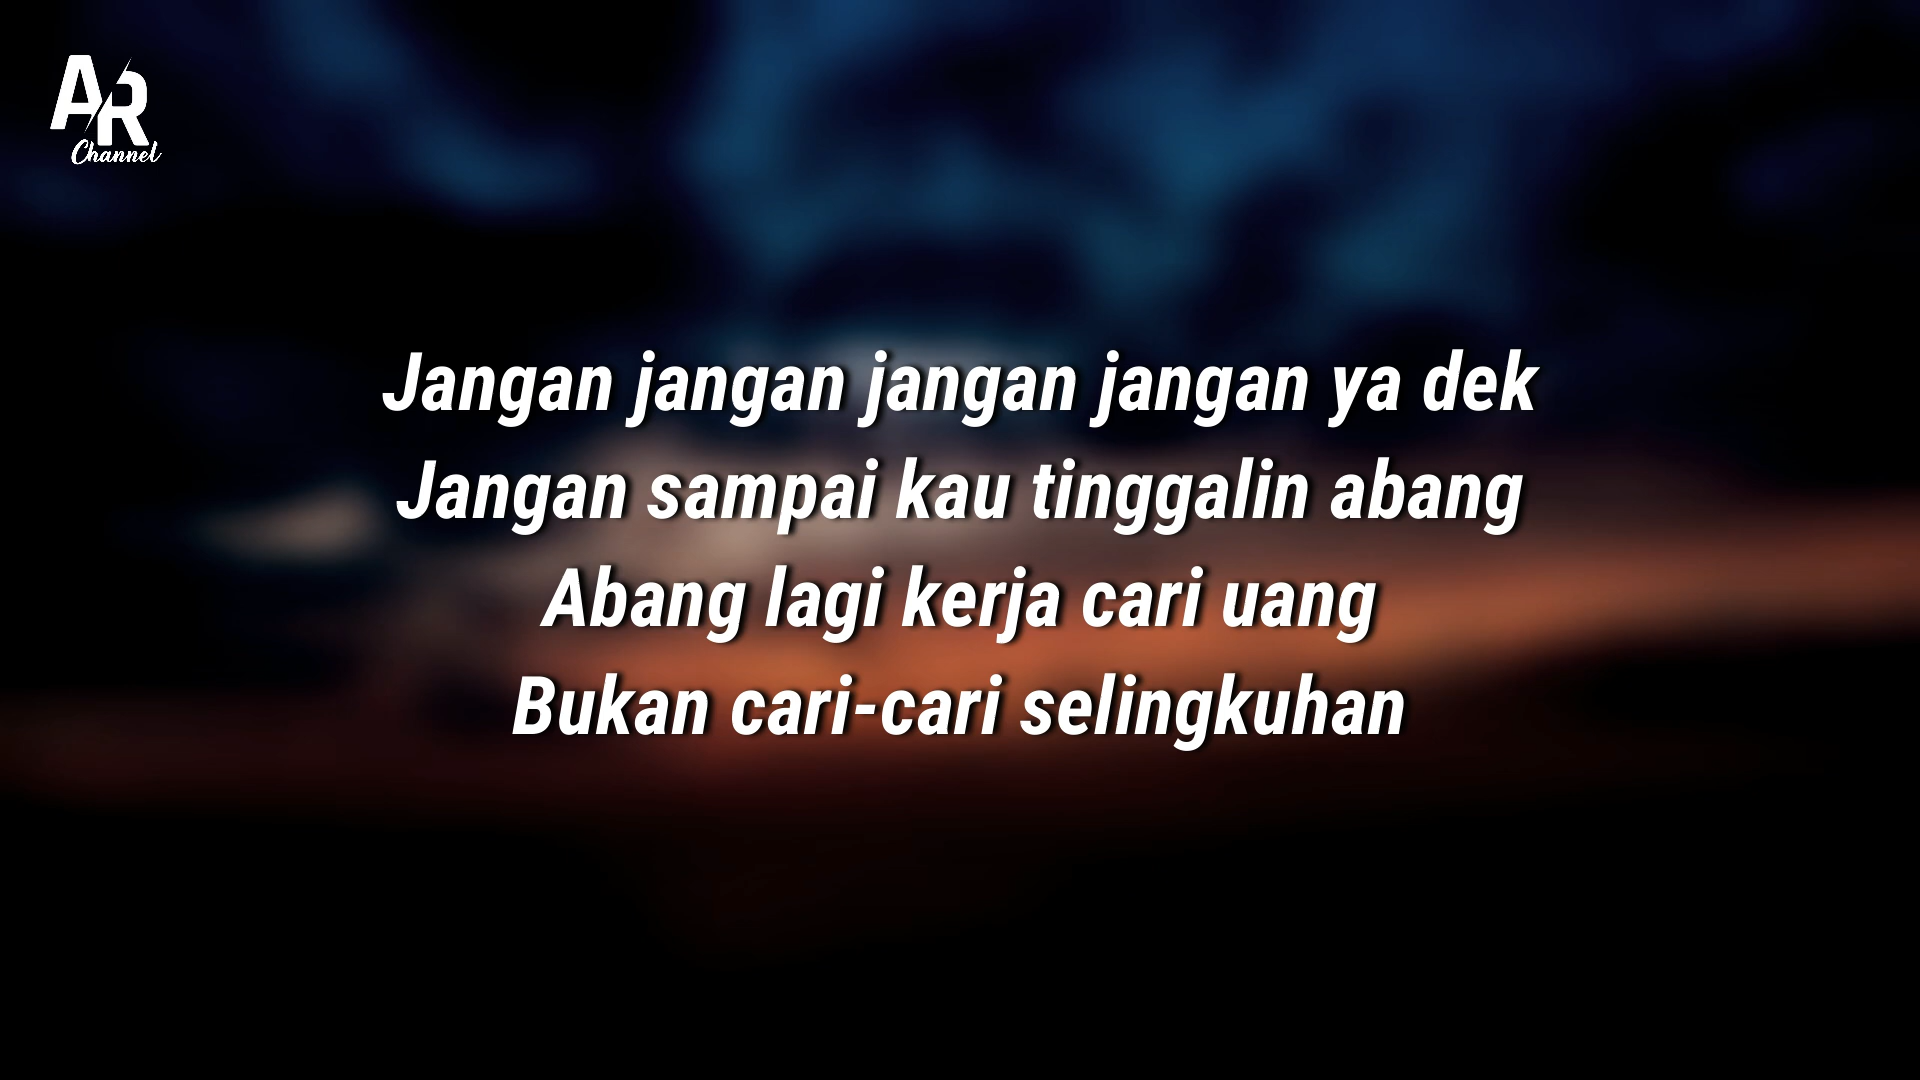 AR
Channel
Jangan jangan jangan jangan ya dek
Jangan sampai kau tinggalin abang
Abang lagi kerja cari uang
Bukan cari-cari selingkuhan